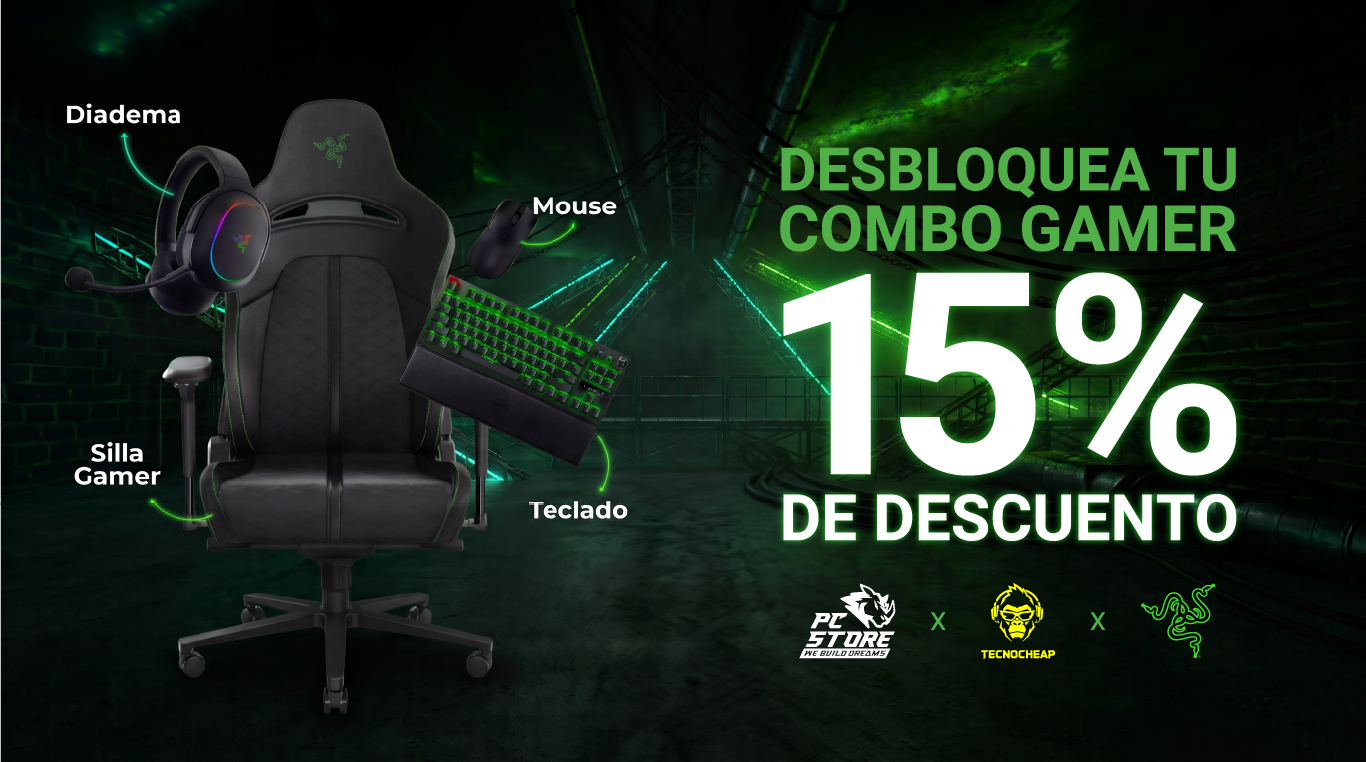 Diadema
Mouse
Silla
Gamer
Teclado
DESBLOQUEA TU
COMBO GAMER
15%
DE DESCUENTO
PC
STORE
WE BUILD DREAMS
X
TECNOCHEAP
X